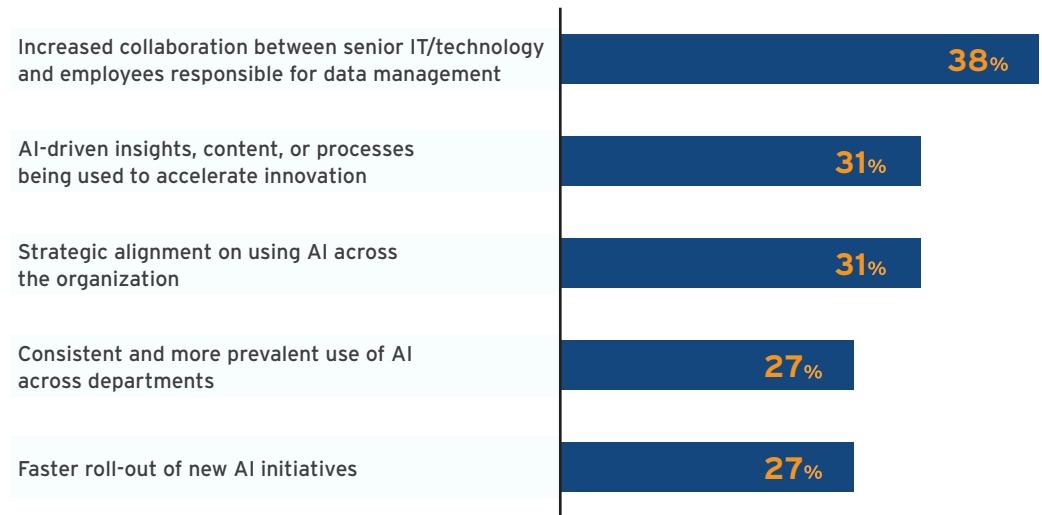 Increased collaboration between senior IT/technology
and employees responsible for data management
38%
AI-driven insights, content, or processes
being used to accelerate innovation
31%
Strategic alignment on using AI across
the organization
31%
Consistent and more prevalent use of AI
across departments
27%
Faster roll-out of new AI initiatives
27%